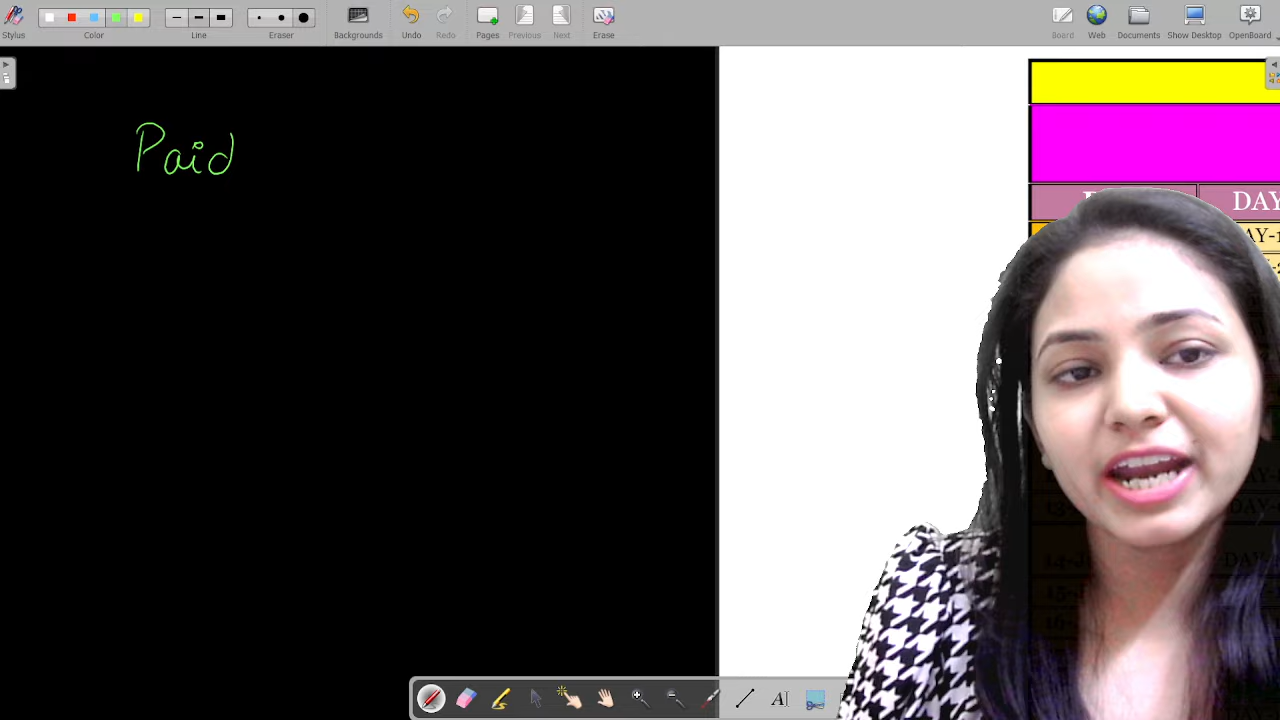 Stylus
Color
Line
Eraser
Backgrounds
Undo
Redo
Pages
Previous
Next
Erase
Board
Web
Documents
Show Desktop
OpenBoard
Paid
DAY